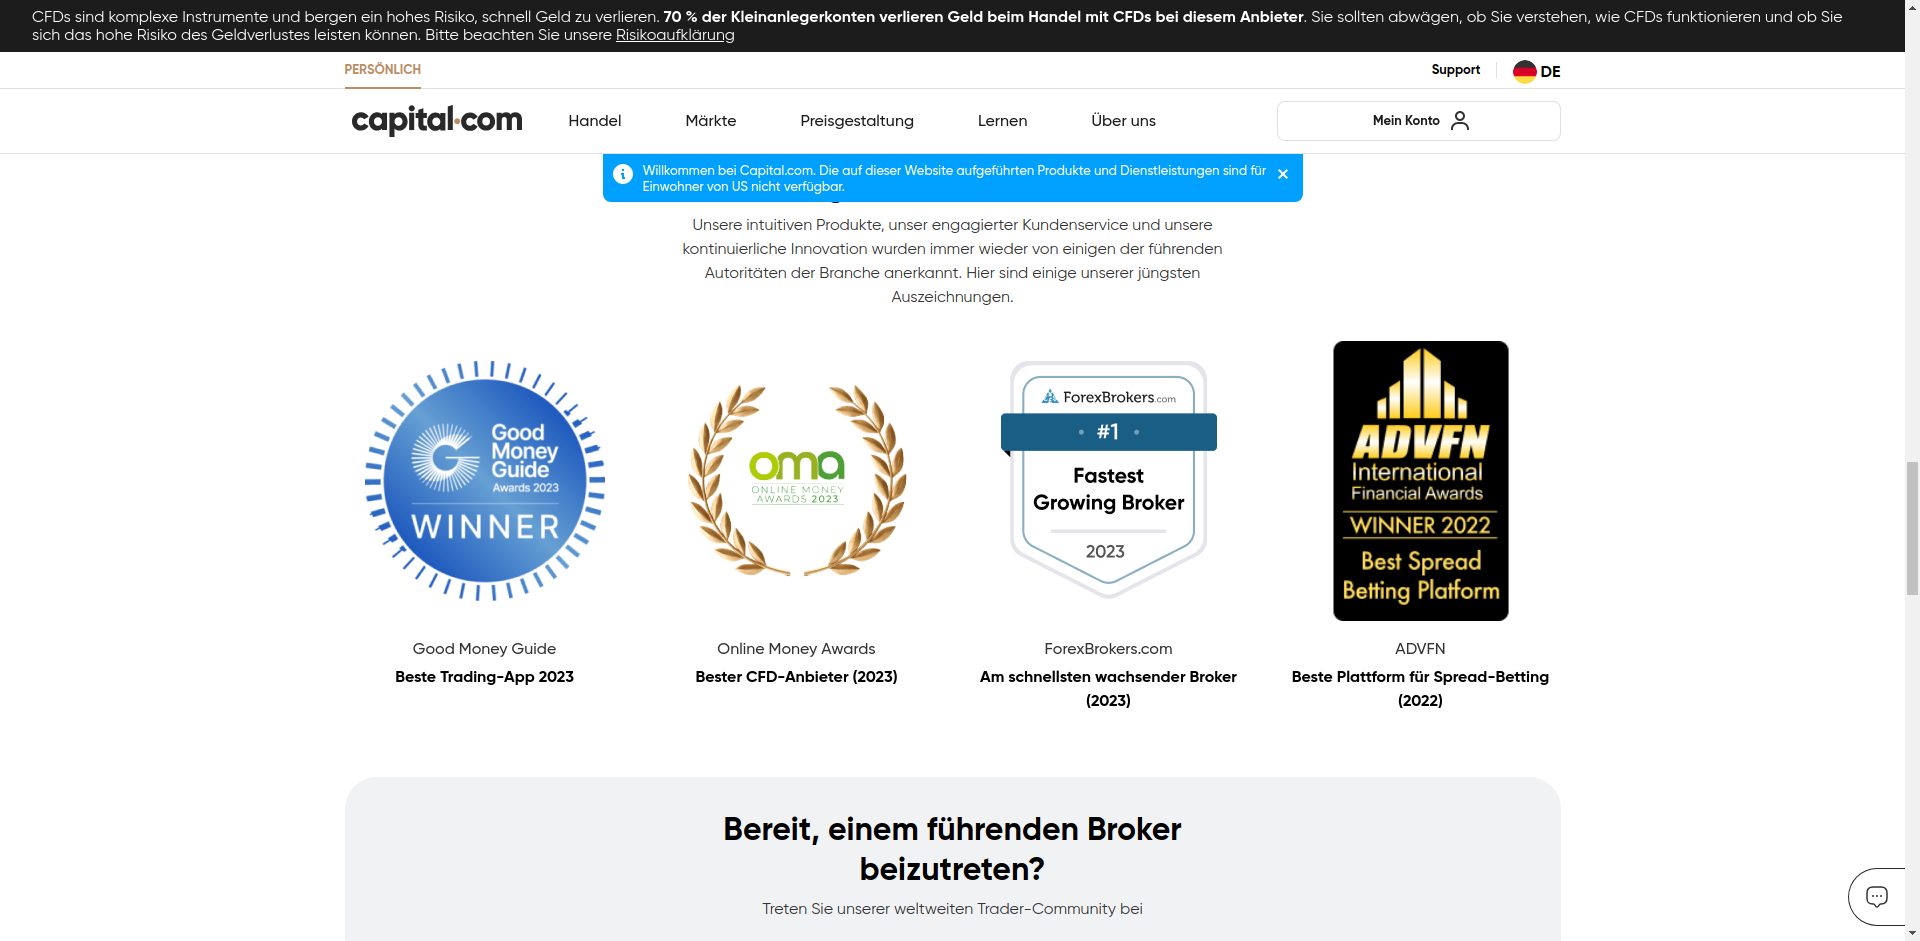 CFDs sind komplexe Instrumente und bergen ein hohes Risiko, schnell Geld zu verlieren. 70 % der Kleinanlegerkonten verlieren Geld beim Handel mit CFDs bei diesem Anbieter. Sie sollten abwägen, ob Sie verstehen, wie CFDs funktionieren und ob Sie
sich das hohe Risiko des Geldverlustes leisten können. Bitte beachten Sie unsere Risikoaufklärung
PERSÖNLICH
Support
DE
capital.com
Handel
Märkte
Preisgestaltung
Lernen
Über uns
Mein Konto
Willkommen bei Capital.com. Die auf dieser Website aufgeführten Produkte und Dienstleistungen sind für
Einwohner von US nicht verfügbar.
Unsere intuitiven Produkte, unser engagierter Kundenservice und unsere
kontinuierliche Innovation wurden immer wieder von einigen der führenden
Autoritäten der Branche anerkannt. Hier sind einige unserer jüngsten
Auszeichnungen.
Good
Money
Guide
Awards 2023
WINNER
Good Money Guide
Beste Trading-App 2023
oma
ONLINE MONEY
AWARDS 2023
Online Money Awards
Bester CFD-Anbieter (2023)
ForexBrokers.com
#1
Fastest
Growing Broker
2023
ForexBrokers.com
Am schnellsten wachsender Broker
(2023)
ADVFN
International
Financial Awards
WINNER 2022
Best Spread
Betting Platform
ADVFN
Beste Plattform für Spread-Betting
(2022)
Bereit, einem führenden Broker
beizutreten?
Treten Sie unserer weltweiten Trader-Community bei